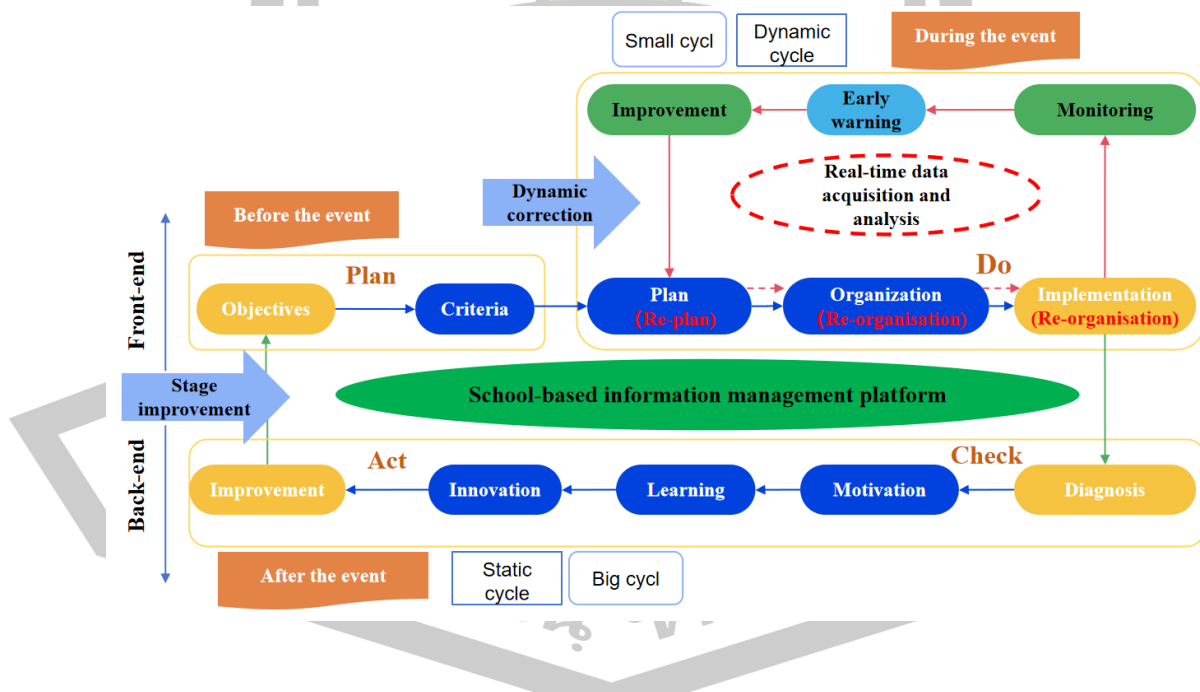 Small cycl
Dynamic
cycle
During the event
Improvement
Early
warning
Monitoring
Real-time data
acquisition and
analysis
Dynamic
correction
Before the event
Front-end
Plan
Do
Objectives
Criteria
Plan
(Re-plan)
Organization
(Re-organisation)
Implementation
(Re-organisation)
Stage
improvement
School-based information management platform
Back-end
Act
Check
Improvement
Innovation
Learning
Motivation
Diagnosis
After the event
Static
cycle
Big cycl